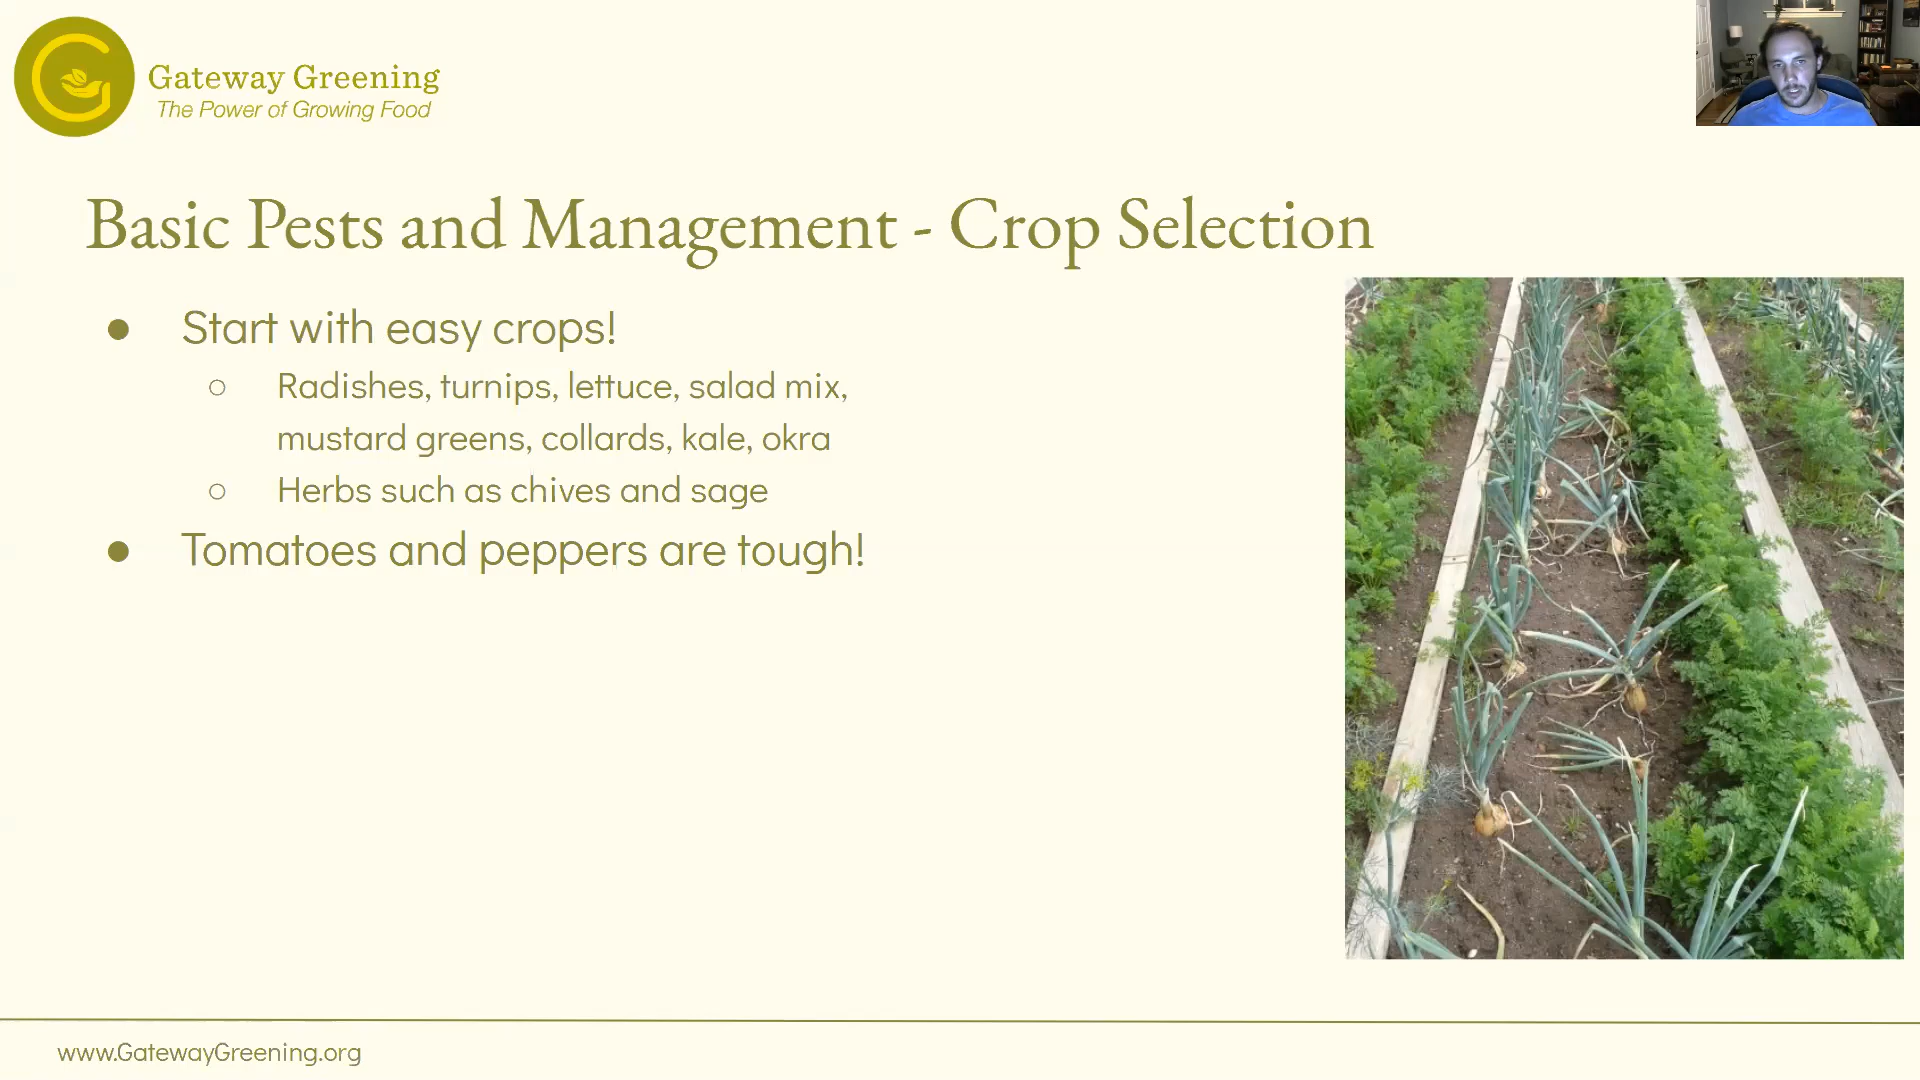 Gateway Greening
The Power of Growing Food
Basic Pests and Management - Crop Selection
● Start with easy crops!
○ Radishes, turnips, lettuce, salad mix,
mustard greens, collards, kale, okra
○ Herbs such as chives and sage
● Tomatoes and peppers are tough!
www.GatewayGreening.org